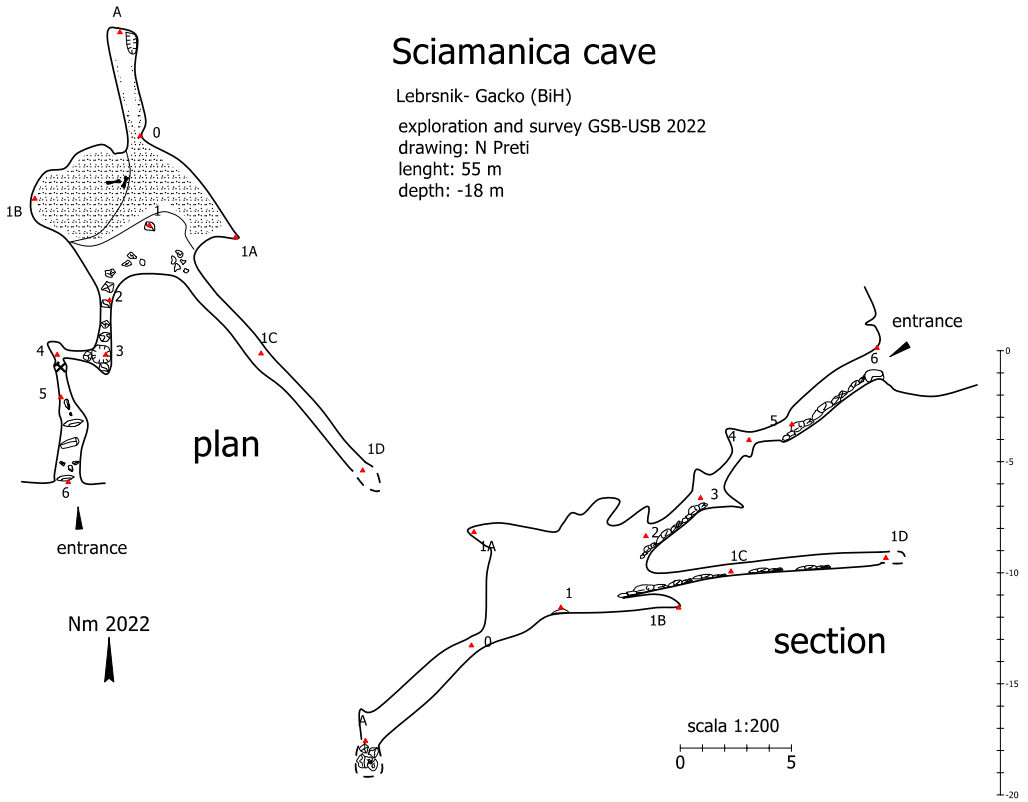 Sciamanica cave
Lebrsnik- Gacko (BiH)
exploration and survey GSB-USB 2022
drawing: N Preti
lenght: 55 m
depth: -18 m
A
0
1B
1
1A
2
1C
4
3
5
plan
1D
6
entrance
Nm 2022
entrance
0
6
5
4
-5
3
2
1A
1D
1C
-10
1
1B
0
section
-15
A
scala 1:200
0 5
-20